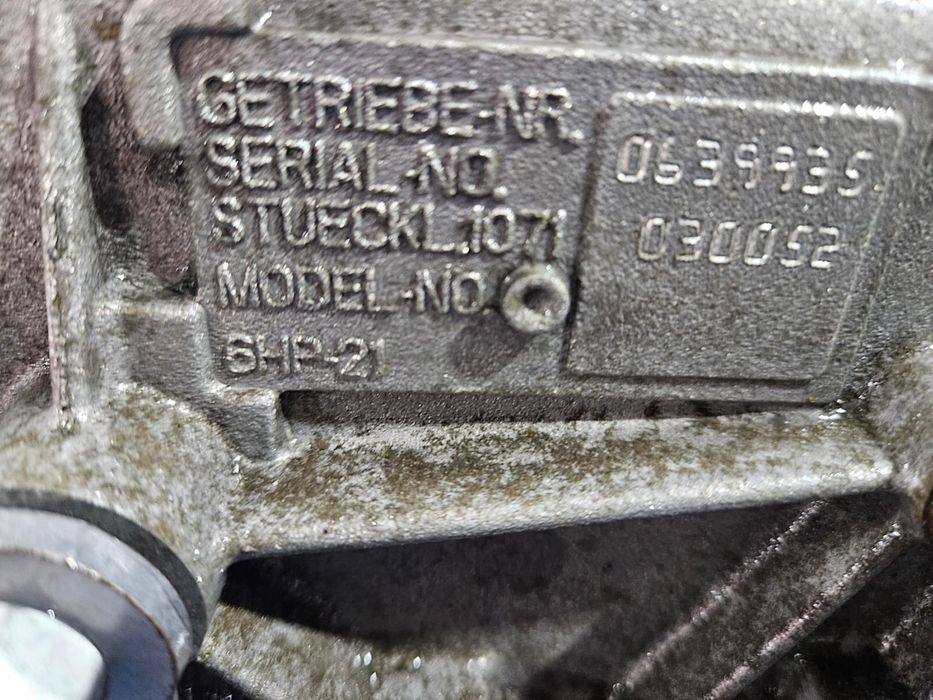 GETRIEBE-NR.
SERIAL-NO.
0639935
STUECKL.1071
030052
MODEL-NO.
6HP-21